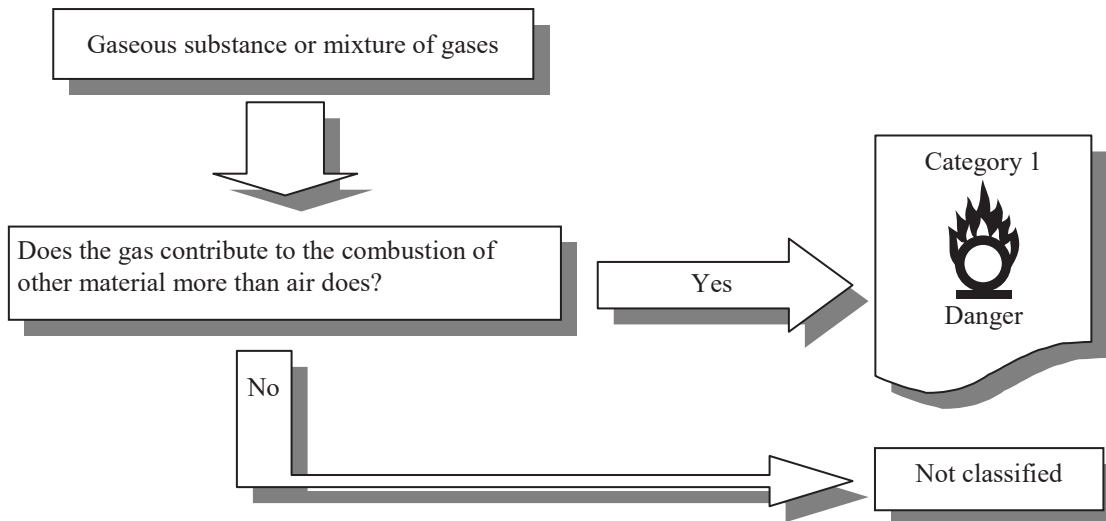 Gaseous substance or mixture of gases
Does the gas contribute to the combustion of
other material more than air does?
Yes
Category 1
Danger
No
Not classified